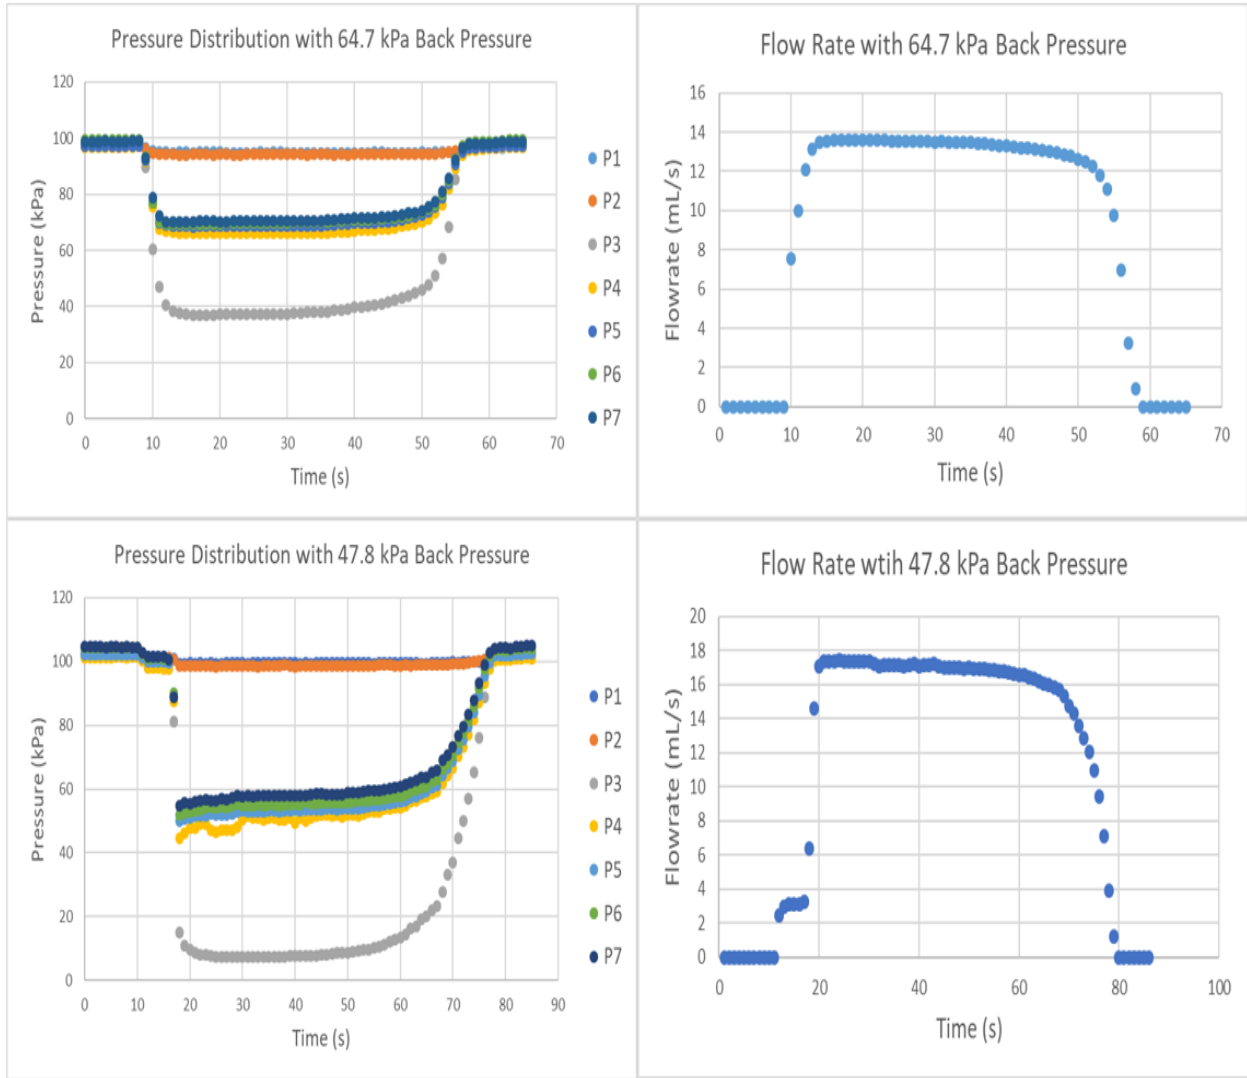 Pressure Distribution with 64.7 kPa Back Pressure
120
100
80
60
40
20
0
Pressure (kPa)
0 10 20 30 40 50 60 70
Time (s)
P1
P2
P3
P4
P5
P6
P7
Flow Rate with 64.7 kPa Back Pressure
16
14
12
10
8
6
4
2
0
Flowrate (mL/s)
0 10 20 30 40 50 60 70
Time (s)
Pressure Distribution with 47.8 kPa Back Pressure
120
100
80
60
40
20
0
Pressure (kPa)
0 10 20 30 40 50 60 70 80 90
Time (s)
P1
P2
P3
P4
P5
P6
P7
Flow Rate wtih 47.8 kPa Back Pressure
20
18
16
14
12
10
8
6
4
2
0
Flowrate (mL/s)
0 20 40 60 80 100
Time (s)